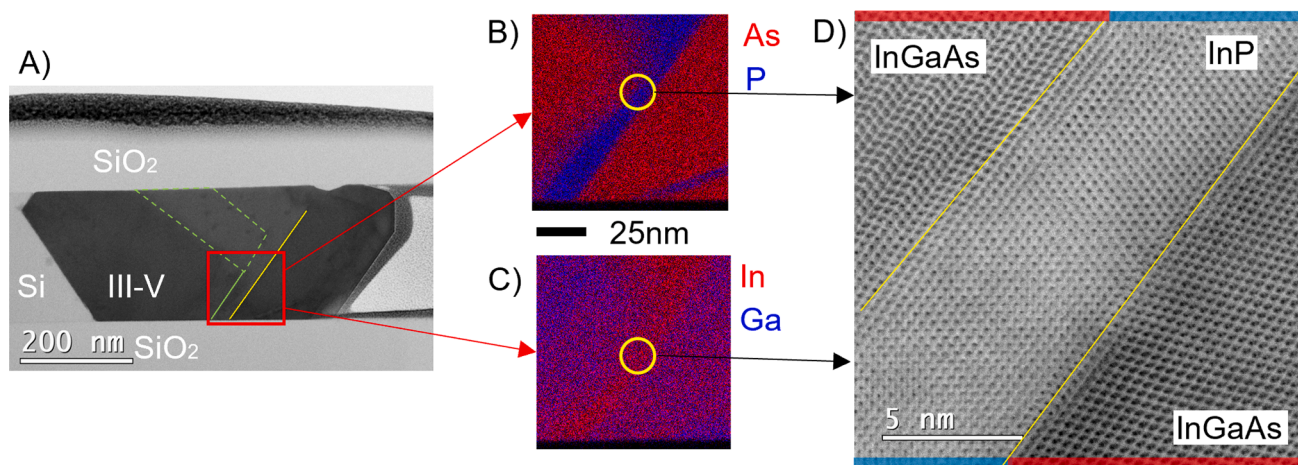 A)
SiO2
Si
III-V
200 nm
SiO2
B)
As
P
25nm
C)
In
Ga
D)
InGaAs
InP
5 nm
InGaAs